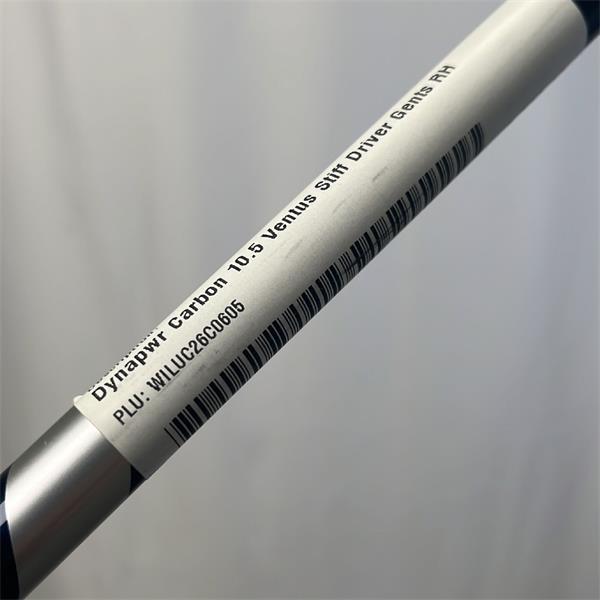 Dynapwr Carbon 10.5 Ventus Stiff Driver Gents RH
PLU: WILUC26C0605